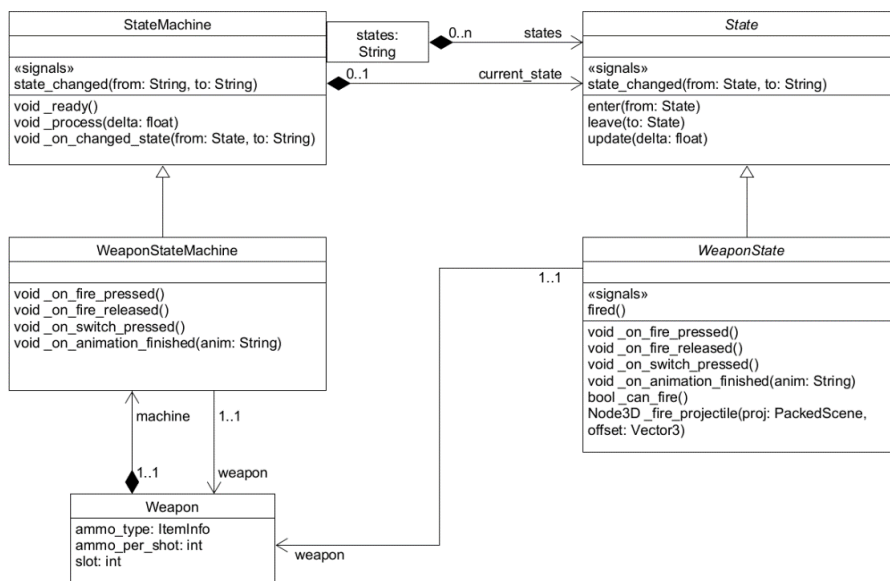 StateMachine
«signals»
state_changed(from: String, to: String)
void _ready()
void _process(delta: float)
void _on_changed_state(from: State, to: String)
states:
String
0..n
states
0..1
current_state
State
«signals»
state_changed(from: State, to: String)
enter(from: State)
leave(to: State)
update(delta: float)
WeaponStateMachine
void _on_fire_pressed()
void _on_fire_released()
void _on_switch_pressed()
void _on_animation_finished(anim: String)
WeaponState
«signals»
fired()
void _on_fire_pressed()
void _on_fire_released()
void _on_switch_pressed()
void _on_animation_finished(anim: String)
bool _can_fire()
Node3D _fire_projectile(proj: PackedScene,
offset: Vector3)
1..1
machine
1..1
1..1
weapon
Weapon
ammo_type: ItemInfo
ammo_per_shot: int
slot: int
weapon